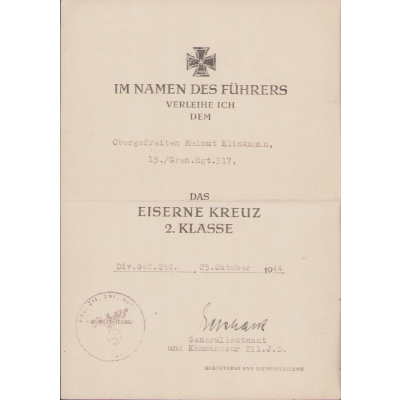 IM NAMEN DES FÜHRERS
VERLEIHE ICH
DEM
Obergefreiten Helmut Klinkmann,
13./Gren.Rgt.317,
DAS
EISERNE KREUZ
2. KLASSE
Div.Gef.Std. , 25.Oktober 1944
Generalleutnant
und Kommandeur 211.J.D.
DIENSTGRAD UND DIENSTSTELLUNG